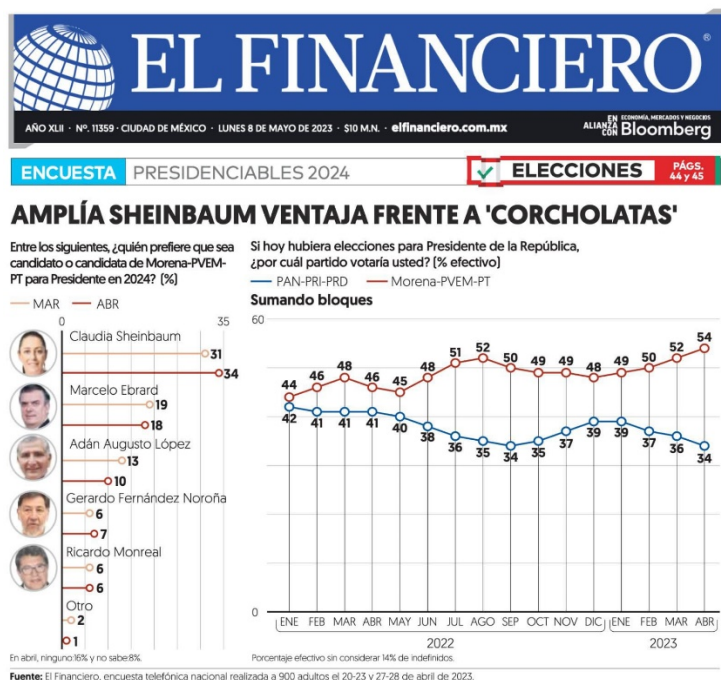 EL FINANCIERO®
AÑO XLII · Nº. 11359 · CIUDAD DE MÉXICO · LUNES 8 DE MAYO DE 2023 · $10 M.N. · elfinanciero.com.mx
EN ALIANZA CON
ECONOMÍA, MERCADOS Y NEGOCIOS
Bloomberg
ENCUESTA PRESIDENCIABLES 2024
ELECCIONES
PÁGS.
44 y 45
AMPLÍA SHEINBAUM VENTAJA FRENTE A 'CORCHOLATAS'
Entre los siguientes, ¿quién prefiere que sea
candidato o candidata de Morena-PVEM-
PT para Presidente en 2024? (%)
MAR ABR
0 35
Claudia Sheinbaum
31
34
Marcelo Ebrard
19
18
Adán Augusto López
13
10
Gerardo Fernández Noroña
6
7
Ricardo Monreal
6
6
Otro
2
1
En abril, ninguno:16% y no sabe:8%.
Si hoy hubiera elecciones para Presidente de la República,
¿por cuál partido votaría usted? (% efectivo)
PAN-PRI-PRD Morena-PVEM-PT
Sumando bloques
60
44 46 48 46 45 48 51 52 50 49 49 48 49 50 52 54
42 41 41 41 40 38 36 35 34 35 37 39 39 37 36 34
0
ENE FEB MAR ABR MAY JUN JUL AGO SEP OCT NOV DIC ENE FEB MAR ABR
2022 2023
Porcentaje efectivo sin considerar 14% de indefinidos.
Fuente: El Financiero, encuesta telefónica nacional realizada a 900 adultos el 20-23 y 27-28 de abril de 2023.